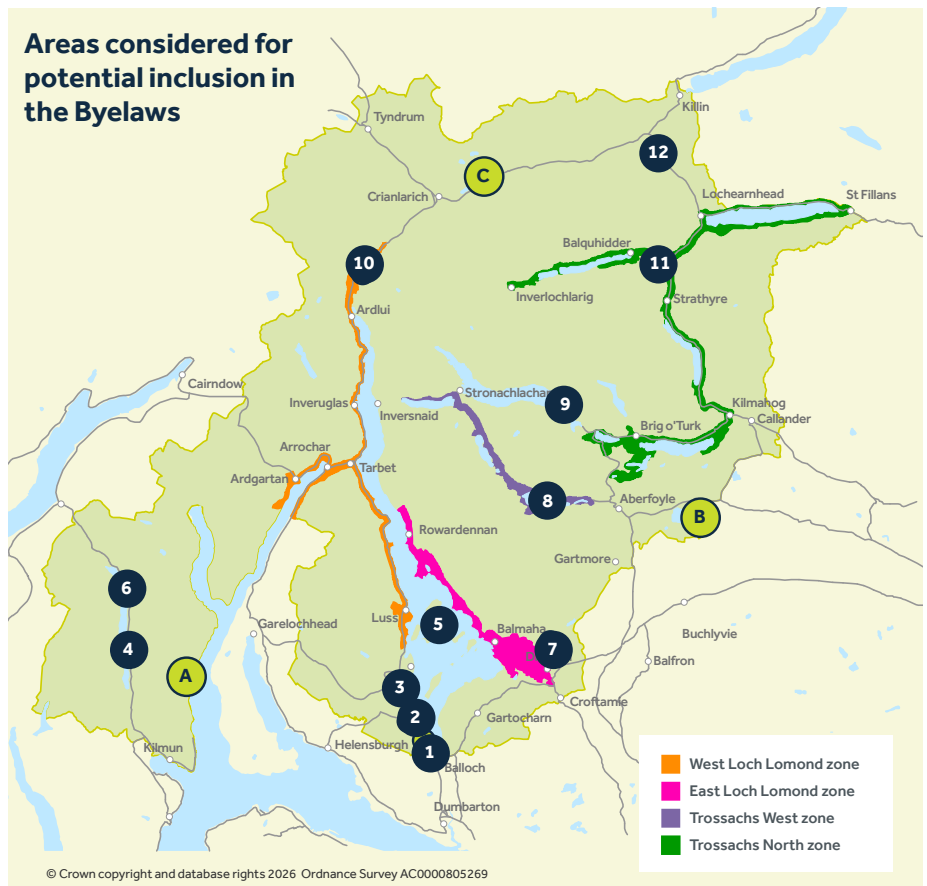 Areas considered for
potential inclusion in
the Byelaws
Killin
Tyndrum
12
C
Crianlarich
Lochearnhead
St Fillans
Balquhidder
10
11
Inverlochlarig
Strathyre
Ardlui
Cairndow
Stronachlachar
Inveruglas
Inversnaid
9
Kilmahog
Callander
Brig o'Turk
Arrochar
Tarbet
Ardgartan
8
Aberfoyle
B
Rowardennan
Gartmore
6
Luss
5
Garelochhead
Balmaha
Buchlyvie
4
7
D
Balfron
A
3
Croftamie
2
Gartocharn
Kilmun
Helensburgh
1
Balloch
Dumbarton
West Loch Lomond zone
East Loch Lomond zone
Trossachs West zone
Trossachs North zone
© Crown copyright and database rights 2026 Ordnance Survey AC0000805269